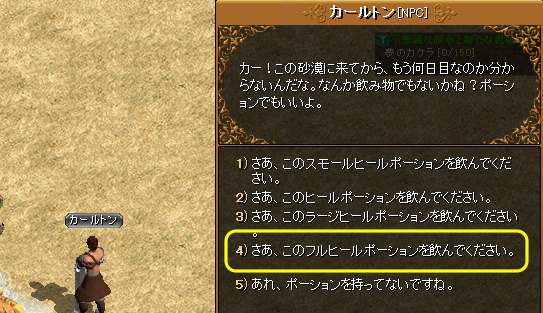 カールトン[NPC]
夢のカケラ [0/150]
カー！この砂漠に来てから、もう何日目なのか分か
らないんだな。なんか飲み物でもないかね？ポーショ
ンでもいいよ。
1) さあ、このスモールヒールポーションを飲んでくだ
さい。
2) さあ、このヒールポーションを飲んでください。
3) さあ、このラージヒールポーションを飲んでください
。
4) さあ、このフルヒールポーションを飲んでください。
5) あれ、ポーションを持ってないですね。
カールトン